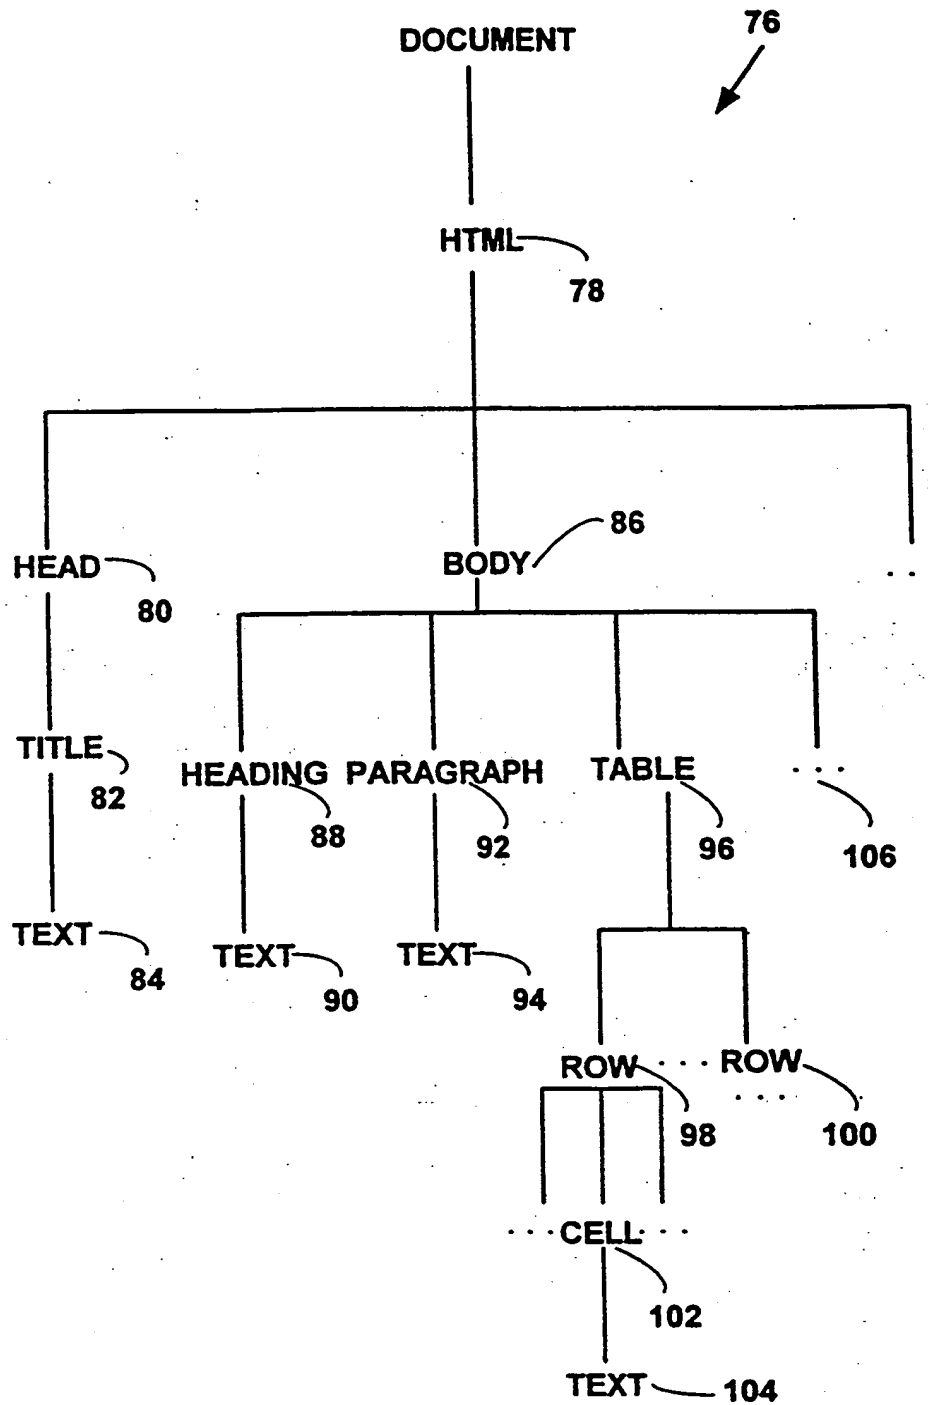 76
DOCUMENT
HTML
78
86
HEAD
BODY
. .
80
TITLE
82
HEADING PARAGRAPH TABLE . . .
88
92
96
106
TEXT
84
TEXT
90
TEXT
94
ROW . . . ROW
98
. . . .
100
. . . CELL . . .
102
TEXT
104